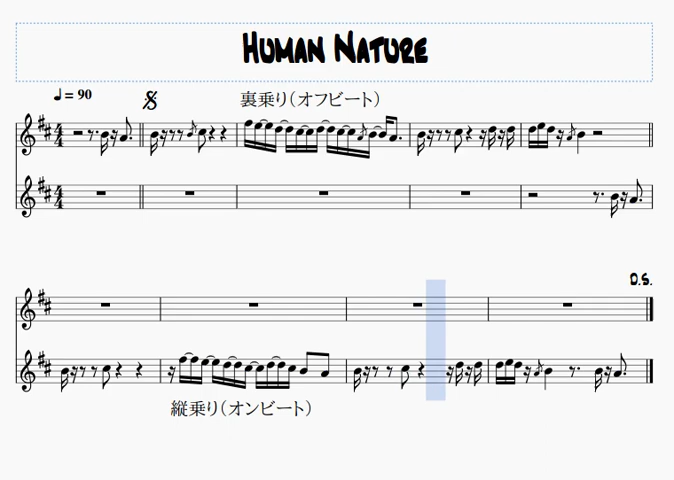 HUMAN NATURE
♩ = 90
裏乗り(オフビート)
D.S.
縦乗り(オンビート)